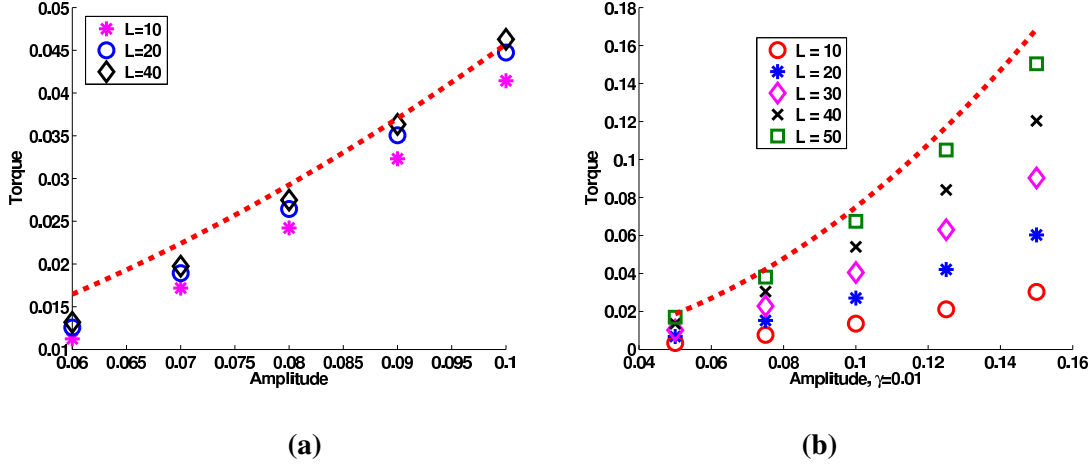 0.05
0.045
0.04
0.035
0.03
0.025
0.02
0.015
0.01
Torque
L=10
L=20
L=40
0.06 0.065 0.07 0.075 0.08 0.085 0.09 0.095 0.1
Amplitude
(a)
0.18
0.16
0.14
0.12
0.1
0.08
0.06
0.04
0.02
0
Torque
L = 10
L = 20
L = 30
L = 40
L = 50
0.04 0.06 0.08 0.1 0.12 0.14 0.16
Amplitude, γ=0.01
(b)